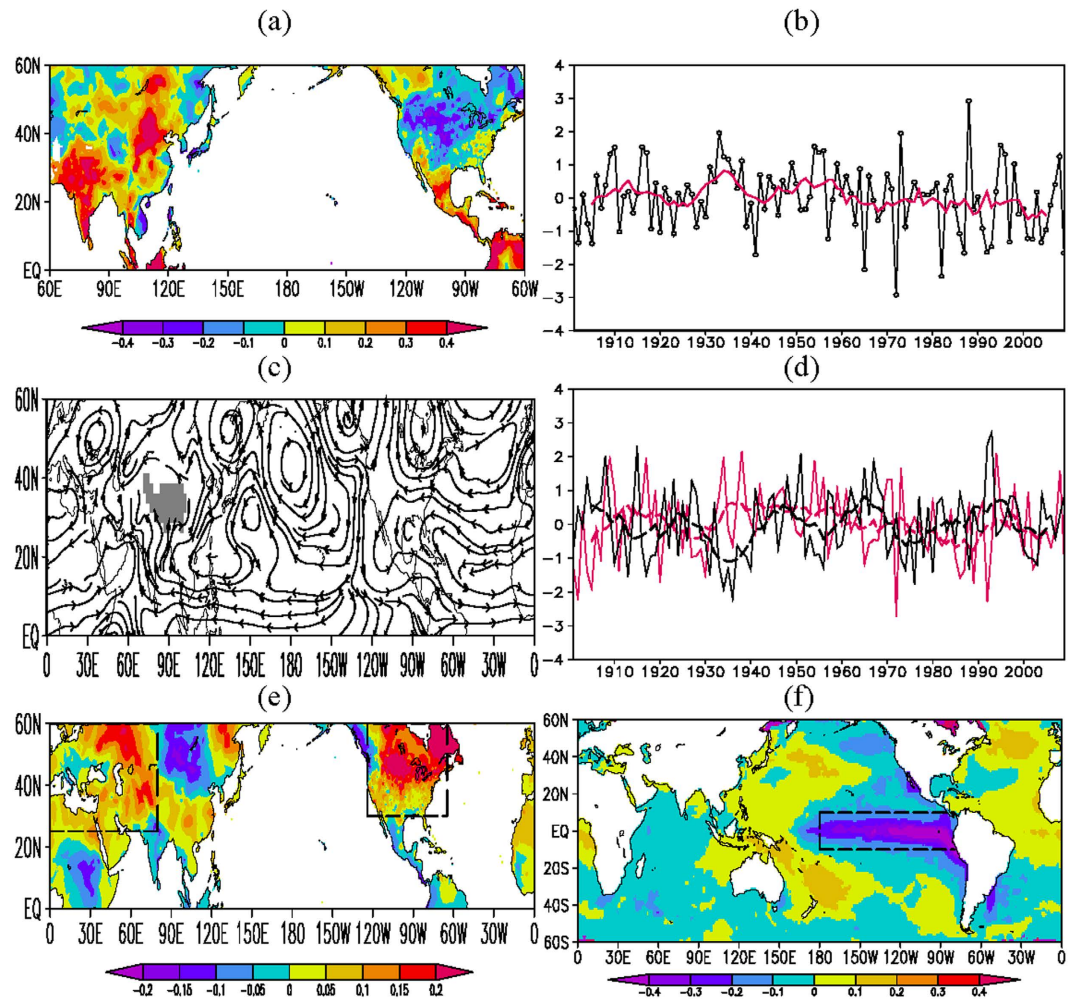 (a) (b)
60N
40N
20N
EQ
60E 90E 120E 150E 180 150W 120W 90W 60W
-0.4 -0.3 -0.2 -0.1 0 0.1 0.2 0.3 0.4
4
3
2
1
0
-1
-2
-3
-4
1910 1920 1930 1940 1950 1960 1970 1980 1990 2000
(c) (d)
60N
40N
20N
EQ
0 30E 60E 90E 120E 150E 180 150W 120W 90W 60W 30W 0
4
3
2
1
0
-1
-2
-3
-4
1910 1920 1930 1940 1950 1960 1970 1980 1990 2000
(e) (f)
60N
40N
20N
EQ
0 30E 60E 90E 120E 150E 180 150W 120W 90W 60W 30W 0
-0.2 -0.15 -0.1 -0.05 0 0.05 0.1 0.15 0.2
60N
40N
20N
EQ
20S
40S
60S
0 30E 60E 90E 120E 150E 180 150W 120W 90W 60W 30W 0
-0.4 -0.3 -0.2 -0.1 0 0.1 0.2 0.3 0.4